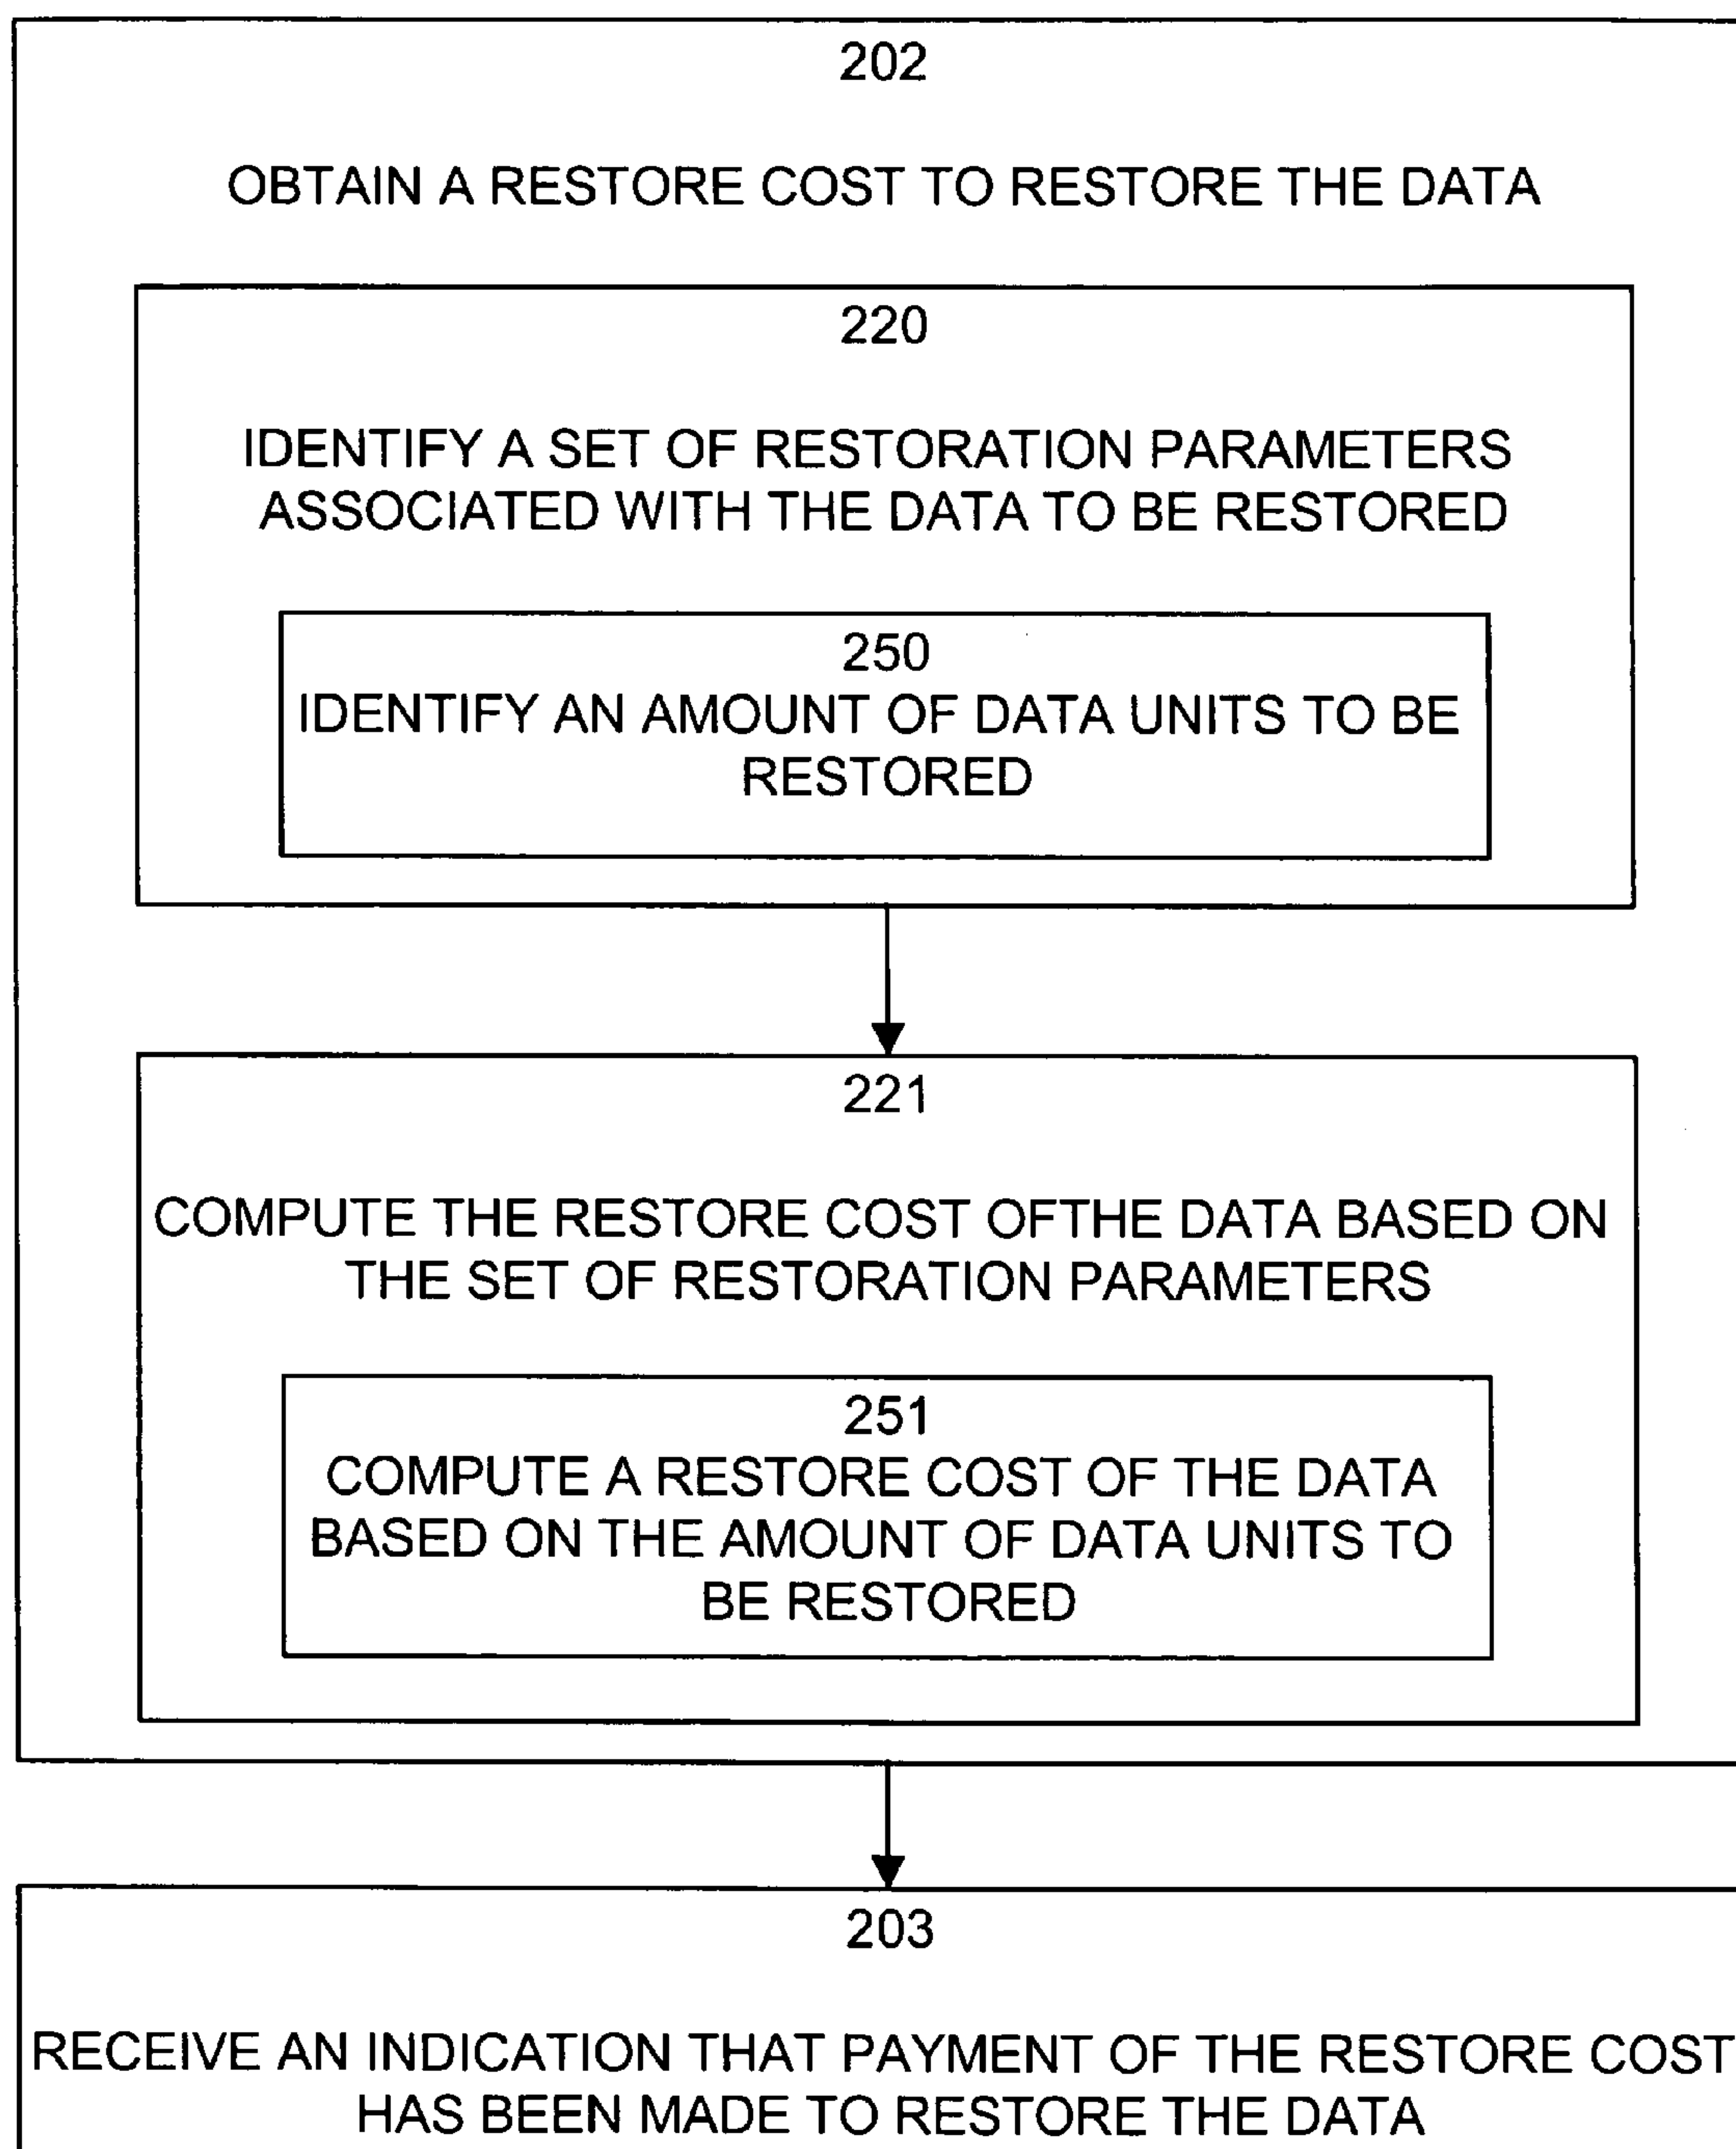 202
OBTAIN A RESTORE COST TO RESTORE THE DATA
220
IDENTIFY A SET OF RESTORATION PARAMETERS
ASSOCIATED WITH THE DATA TO BE RESTORED
250
IDENTIFY AN AMOUNT OF DATA UNITS TO BE
RESTORED
221
COMPUTE THE RESTORE COST OFTHE DATA BASED ON
THE SET OF RESTORATION PARAMETERS
251
COMPUTE A RESTORE COST OF THE DATA
BASED ON THE AMOUNT OF DATA UNITS TO
BE RESTORED
203
RECEIVE AN INDICATION THAT PAYMENT OF THE RESTORE COST
HAS BEEN MADE TO RESTORE THE DATA